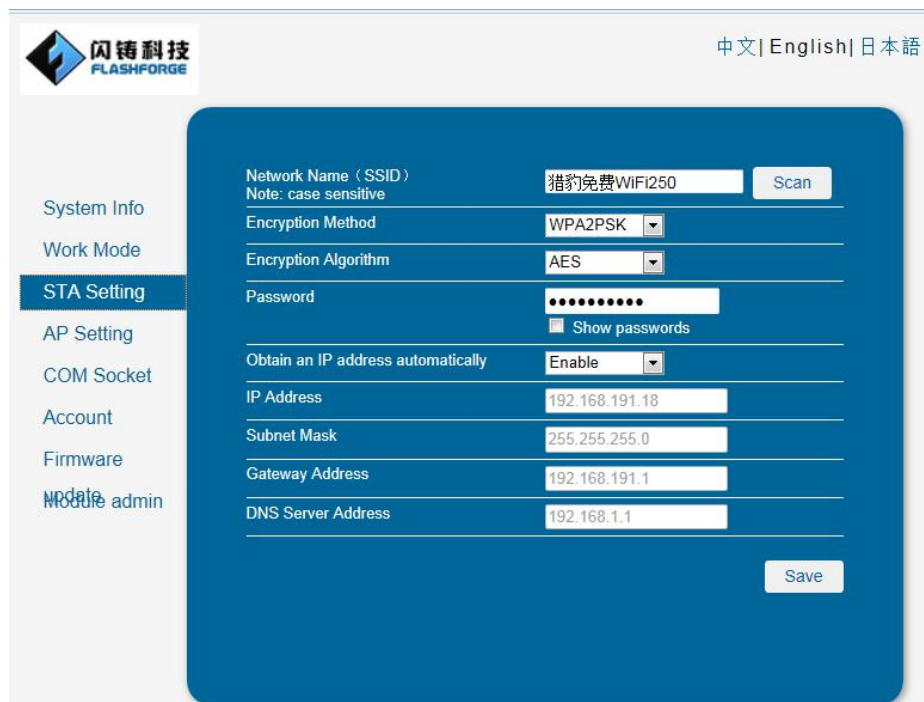 闪铸科技
FLASHFORGE
中文| English| 日本語
System Info
Work Mode
STA Setting
AP Setting
COM Socket
Account
Firmware
update
Module admin
Network Name（SSID）
Note: case sensitive
猎豹免费WiFi250
Scan
Encryption Method
WPA2PSK
Encryption Algorithm
AES
Password
●●●●●●●●●●
Show passwords
Obtain an IP address automatically
Enable
IP Address
192.168.191.18
Subnet Mask
255.255.255.0
Gateway Address
192.168.191.1
DNS Server Address
192.168.1.1
Save